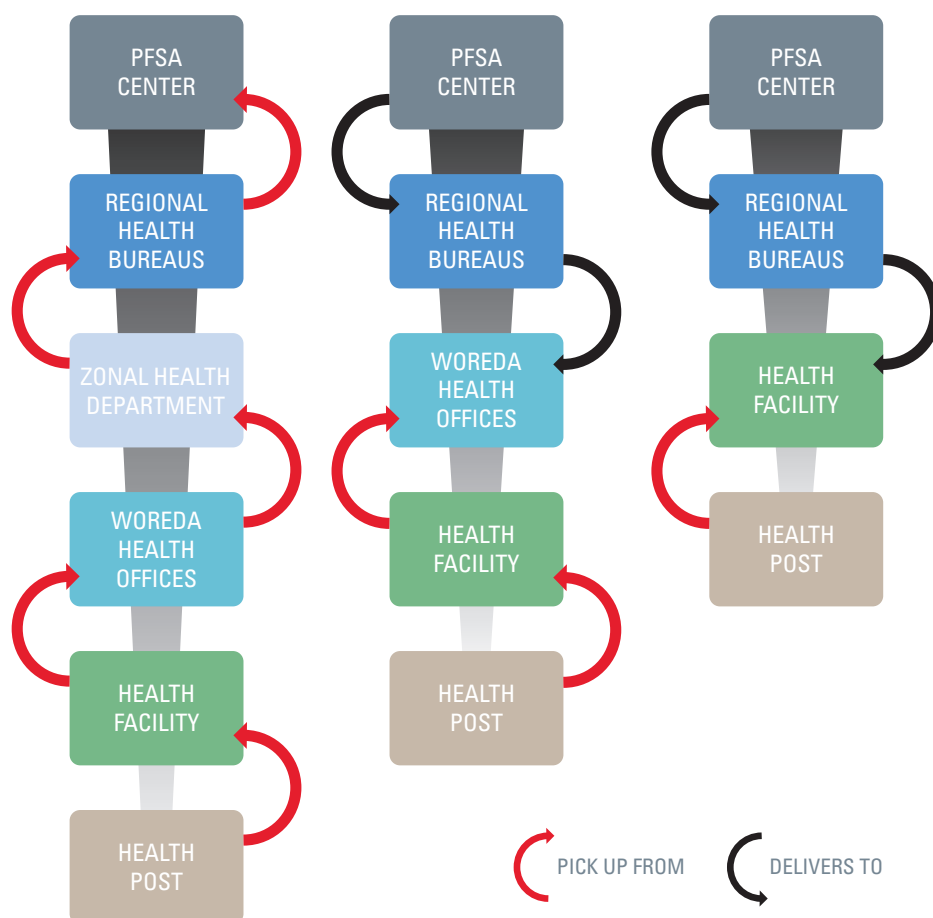 PFSA
CENTER
REGIONAL
HEALTH
BUREAUS
ZONAL HEALTH
DEPARTMENT
WOREDA
HEALTH
OFFICES
HEALTH
FACILITY
HEALTH
POST
PFSA
CENTER
REGIONAL
HEALTH
BUREAUS
WOREDA
HEALTH
OFFICES
HEALTH
FACILITY
HEALTH
POST
PFSA
CENTER
REGIONAL
HEALTH
BUREAUS
HEALTH
FACILITY
HEALTH
POST
PICK UP FROM
DELIVERS TO